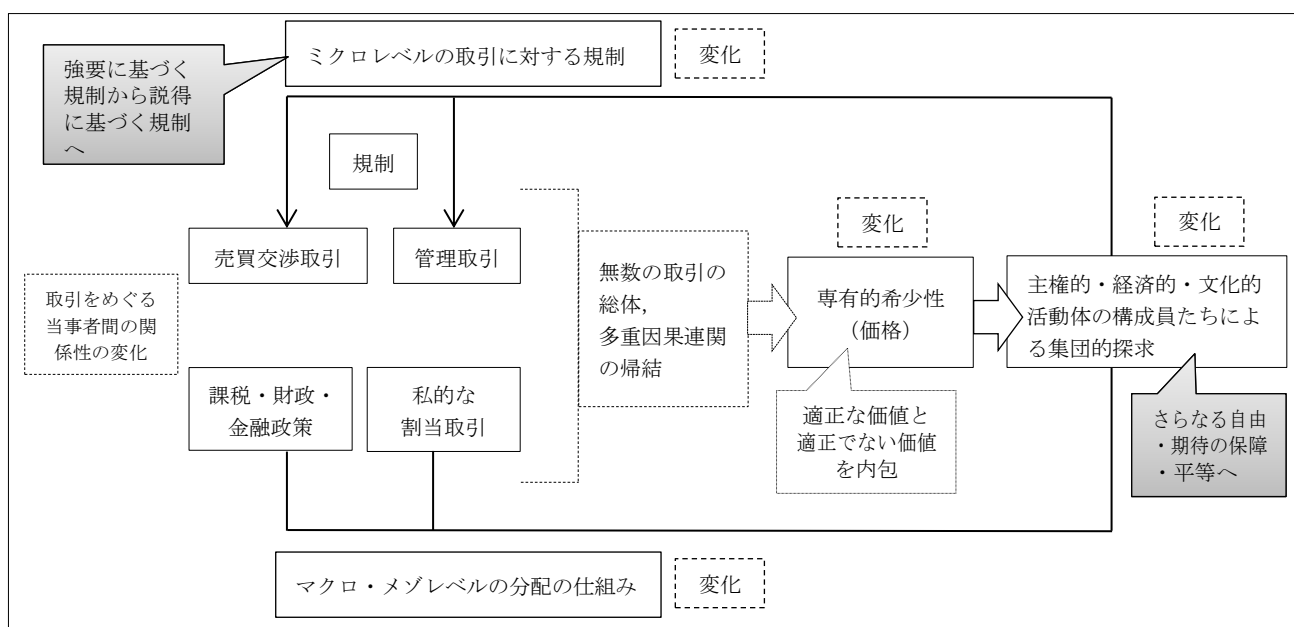 ミクロレベルの取引に対する規制
変化
強要に基づく
規制から説得
に基づく規制
へ
規制
変化
変化
売買交渉取引
管理取引
取引をめぐる
当事者間の関
係性の変化
無数の取引の
総体,
多重因果連関
の帰結
専有的希少性
（価格）
主権的・経済的・文化的
活動体の構成員たちによ
る集団的探求
課税・財政・
金融政策
私的な
割当取引
適正な価値と
適正でない価値
を内包
さらなる自由
・期待の保障
・平等へ
マクロ・メゾレベルの分配の仕組み
変化